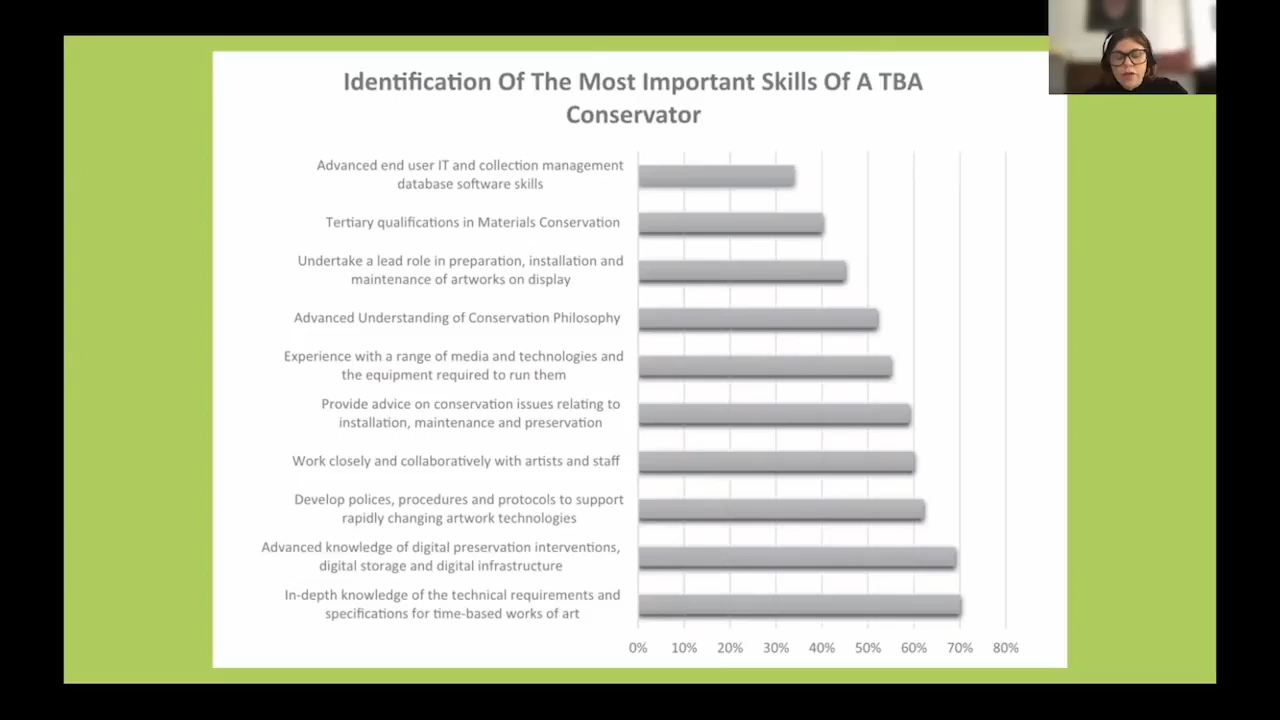 Identification Of The Most Important Skills Of A TBA
Conservator
Advanced end user IT and collection management
database software skills
Tertiary qualifications in Materials Conservation
Undertake a lead role in preparation, installation and
maintenance of artworks on display
Advanced Understanding of Conservation Philosophy
Experience with a range of media and technologies and
the equipment required to run them
Provide advice on conservation issues relating to
installation, maintenance and preservation
Work closely and collaboratively with artists and staff
Develop polices, procedures and protocols to support
rapidly changing artwork technologies
Advanced knowledge of digital preservation interventions,
digital storage and digital infrastructure
In-depth knowledge of the technical requirements and
specifications for time-based works of art
0% 10% 20% 30% 40% 50% 60% 70% 80%